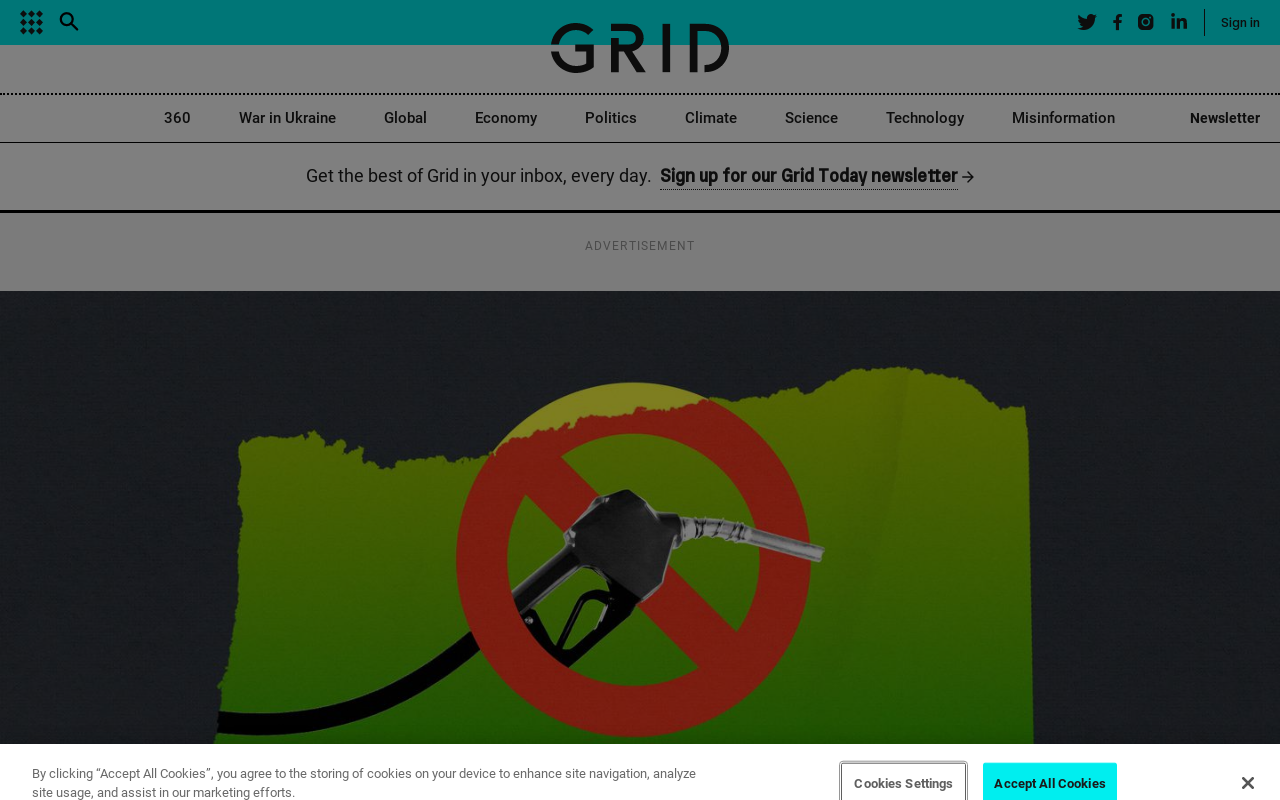 GRID
Sign in
360
War in Ukraine
Global
Economy
Politics
Climate
Science
Technology
Misinformation
Newsletter
Get the best of Grid in your inbox, every day. Sign up for our Grid Today newsletter
ADVERTISEMENT
By clicking “Accept All Cookies”, you agree to the storing of cookies on your device to enhance site navigation, analyze
site usage, and assist in our marketing efforts.
Cookies Settings
Accept All Cookies